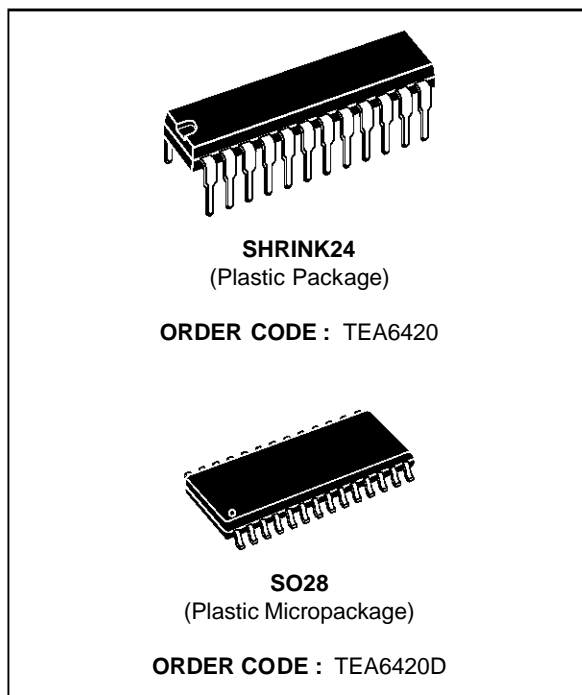 SHRINK24
(Plastic Package)
ORDER CODE : TEA6420
SO28
(Plastic Micropackage)
ORDER CODE : TEA6420D